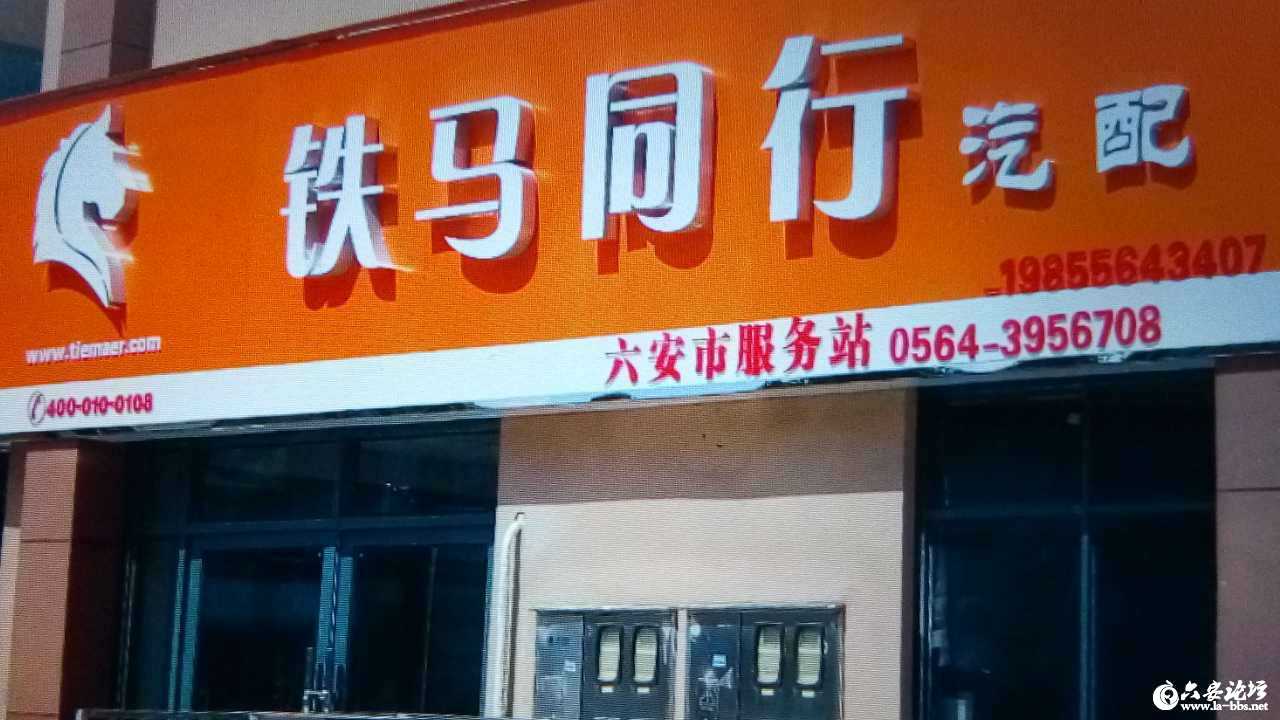 铁马同行 汽配
19855643407
www.tiemaer.com
六安市服务站 0564-3956708
400-010-0108
六安论坛
www.la-bbs.net